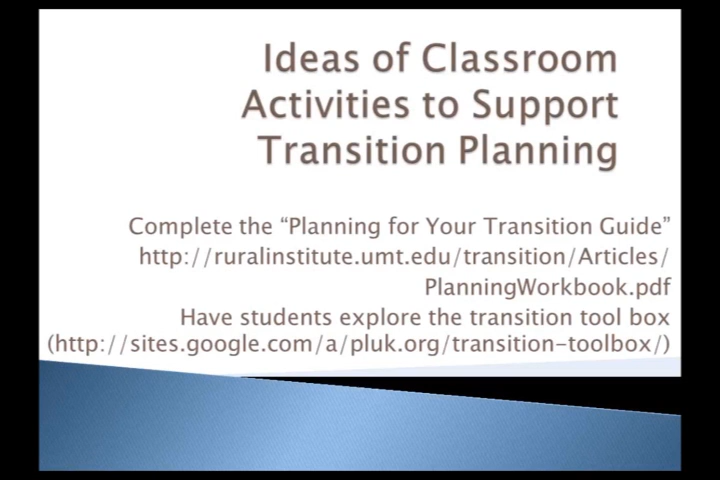 Ideas of Classroom
Activities to Support
Transition Planning
Complete the “Planning for Your Transition Guide”
http://ruralinstitute.umt.edu/transition/Articles/
PlanningWorkbook.pdf
Have students explore the transition tool box
(http://sites.google.com/a/pluk.org/transition-toolbox/)